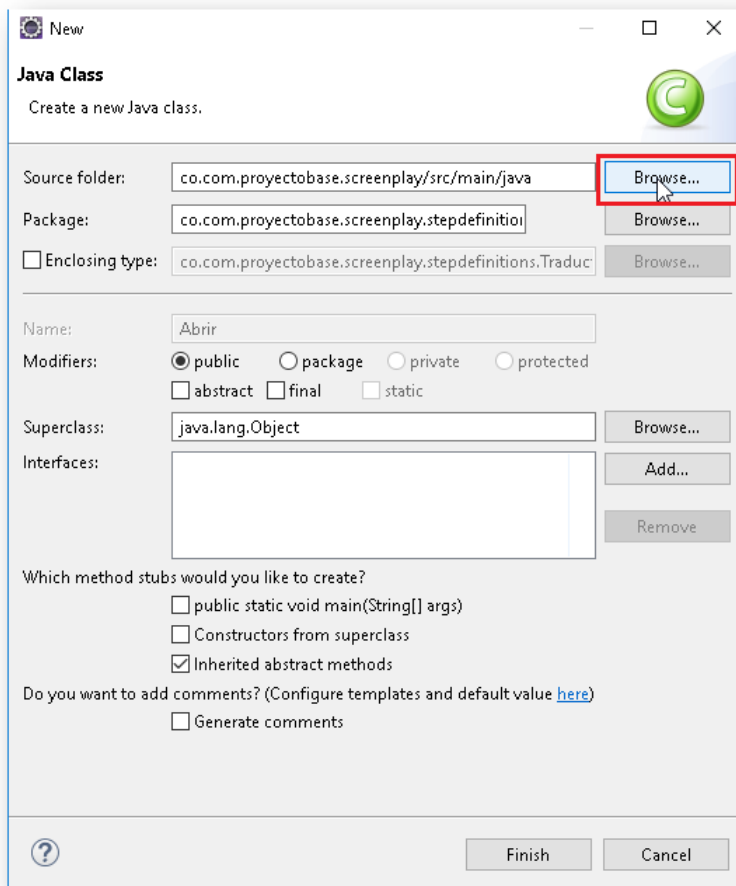 New
Java Class
Create a new Java class.
Source folder: co.com.proyectobase.screenplay/src/main/java Browse...
Package: co.com.proyectobase.screenplay.stepdefinition Browse...
Enclosing type: co.com.proyectobase.screenplay.stepdefinitions.Traduc Browse...
Name: Abrir
Modifiers: public package private protected
abstract final static
Superclass: java.lang.Object Browse...
Interfaces: Add...
Remove
Which method stubs would you like to create?
public static void main(String[] args)
Constructors from superclass
Inherited abstract methods
Do you want to add comments? (Configure templates and default value here)
Generate comments
? Finish Cancel